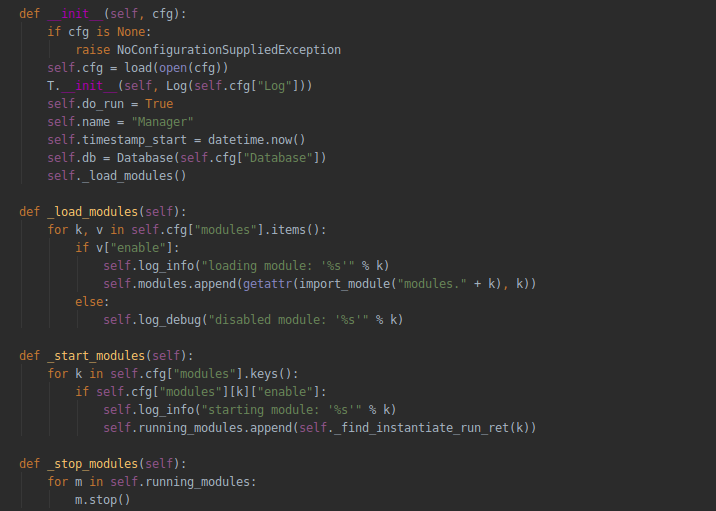 def __init__(self, cfg):
    if cfg is None:
        raise NoConfigurationSuppliedException
    self.cfg = load(open(cfg))
    T.__init__(self, Log(self.cfg["Log"]))
    self.do_run = True
    self.name = "Manager"
    self.timestamp_start = datetime.now()
    self.db = Database(self.cfg["Database"])
    self._load_modules()

def _load_modules(self):
    for k, v in self.cfg["modules"].items():
        if v["enable"]:
            self.log_info("loading module: '%s'" % k)
            self.modules.append(getattr(import_module("modules." + k), k))
        else:
            self.log_debug("disabled module: '%s'" % k)

def _start_modules(self):
    for k in self.cfg["modules"].keys():
        if self.cfg["modules"][k]["enable"]:
            self.log_info("starting module: '%s'" % k)
            self.running_modules.append(self._find_instantiate_run_ret(k))

def _stop_modules(self):
    for m in self.running_modules:
        m.stop()